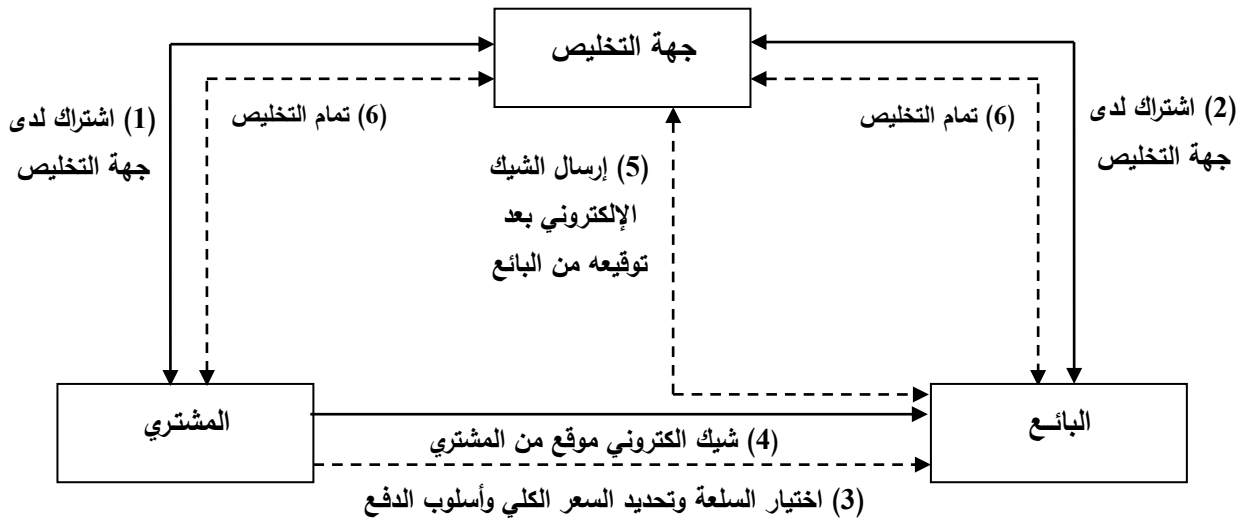 جهة التخليص
(1) اشتراك لدى
جهة التخليص
(6) تمام التخليص
(6) تمام التخليص
(2) اشتراك لدى
جهة التخليص
(5) إرسال الشيك
الإلكتروني بعد
توقيعه من البائع
المشتري
البائـع
(4) شيك الكتروني موقع من المشتري
(3) اختيار السلعة وتحديد السعر الكلي وأسلوب الدفع